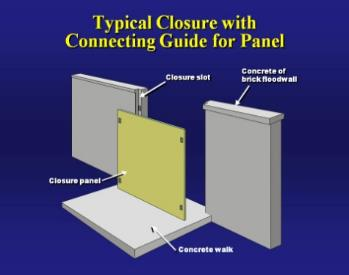 Typical Closure with
Connecting Guide for Panel
Closure slot
Concrete of
brick floodwall
Closure panel
Concrete walk